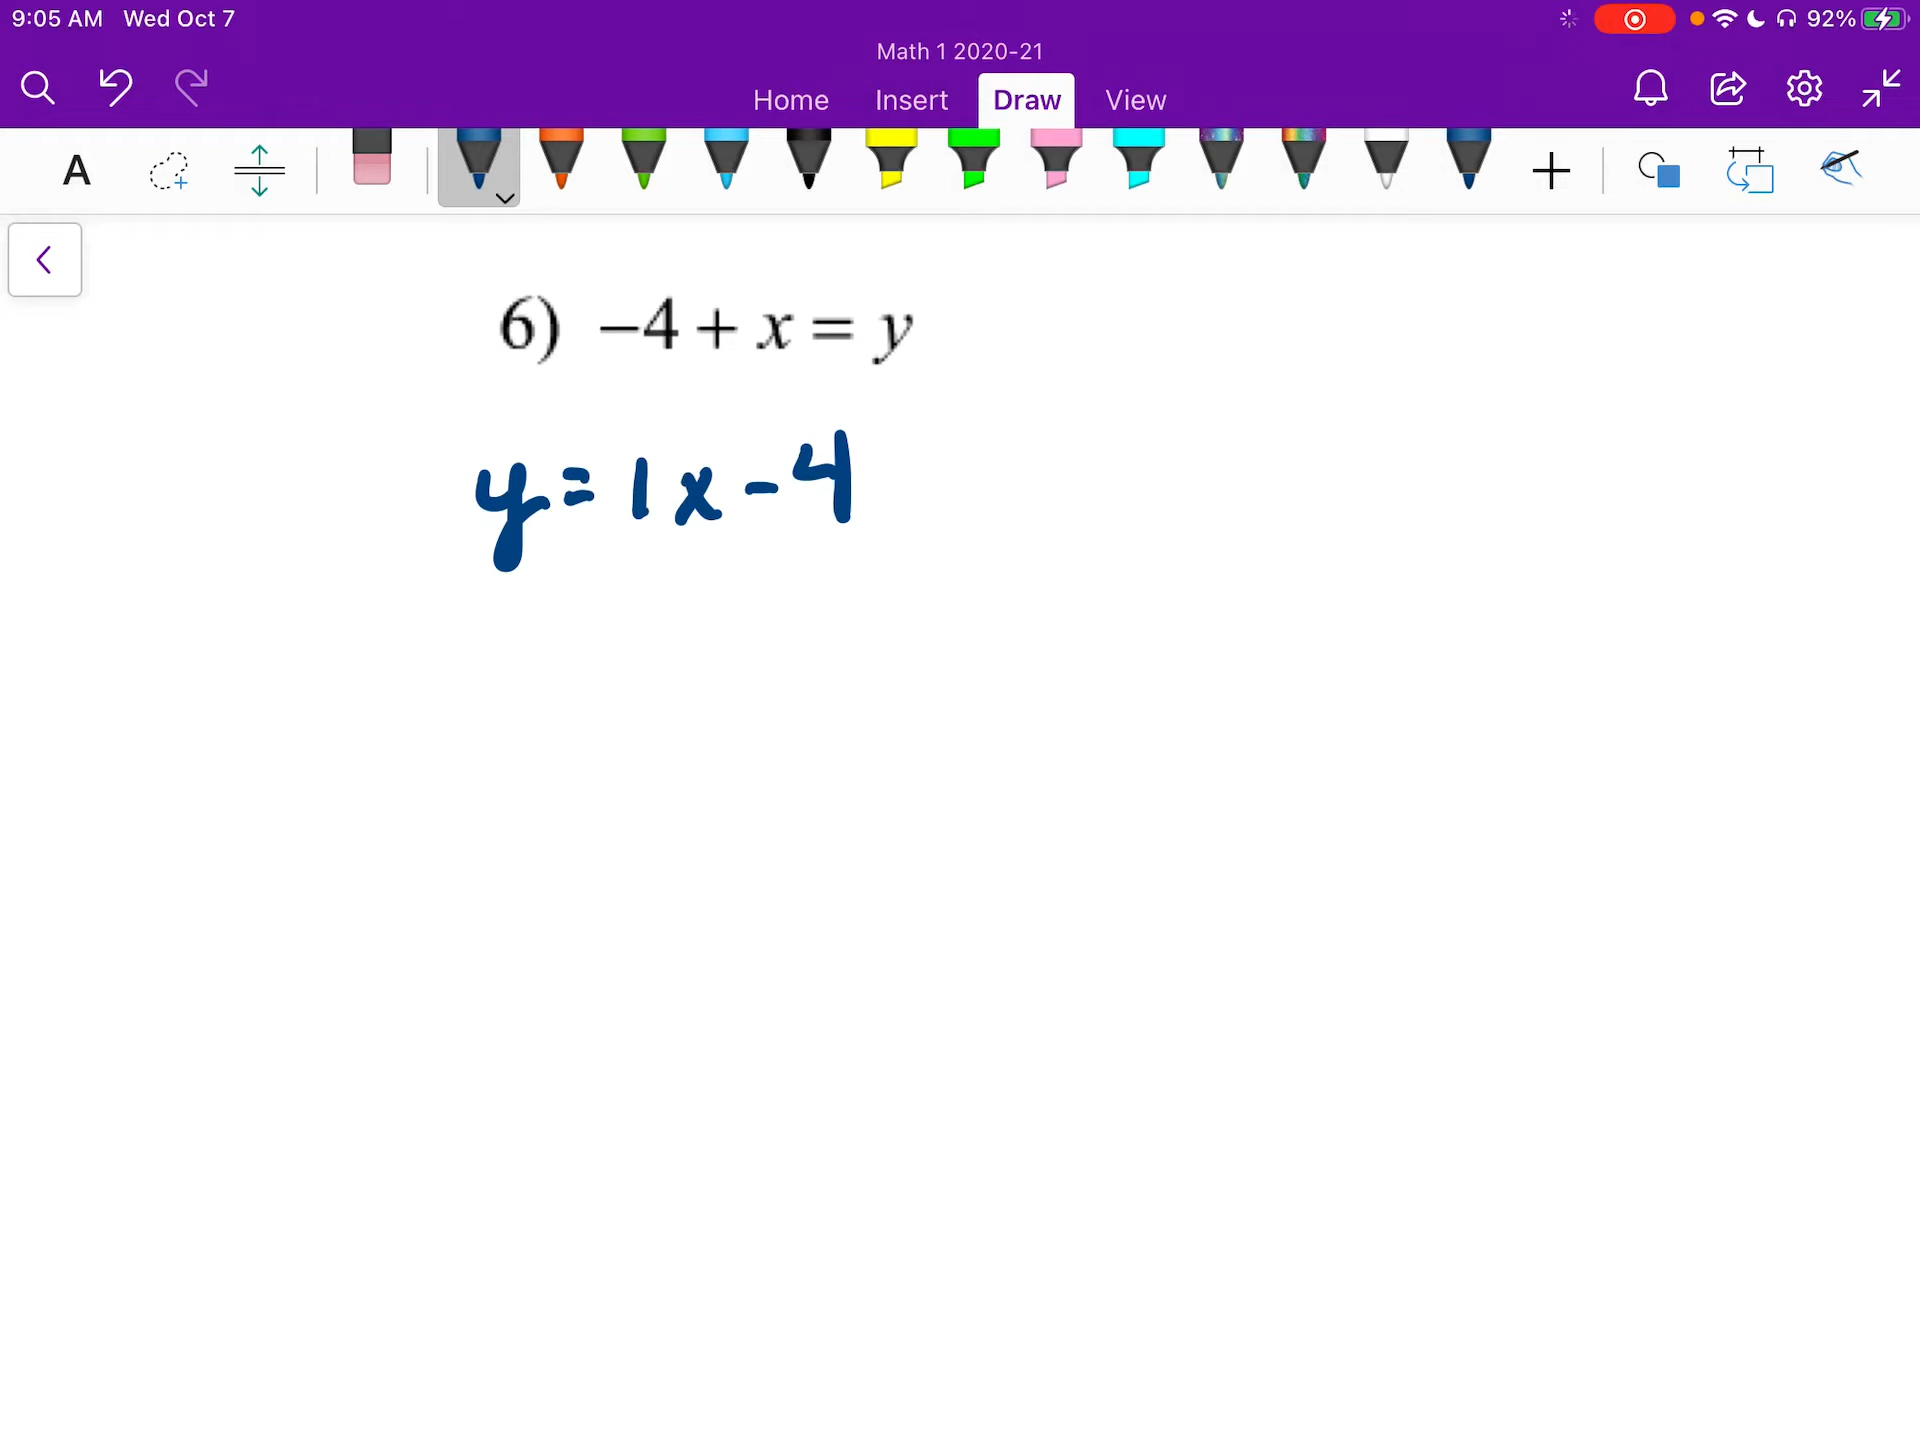 9:05 AM Wed Oct 7
92%
Math 1 2020-21
Home Insert Draw View
A
6) −4 + x = y
y = 1x - 4